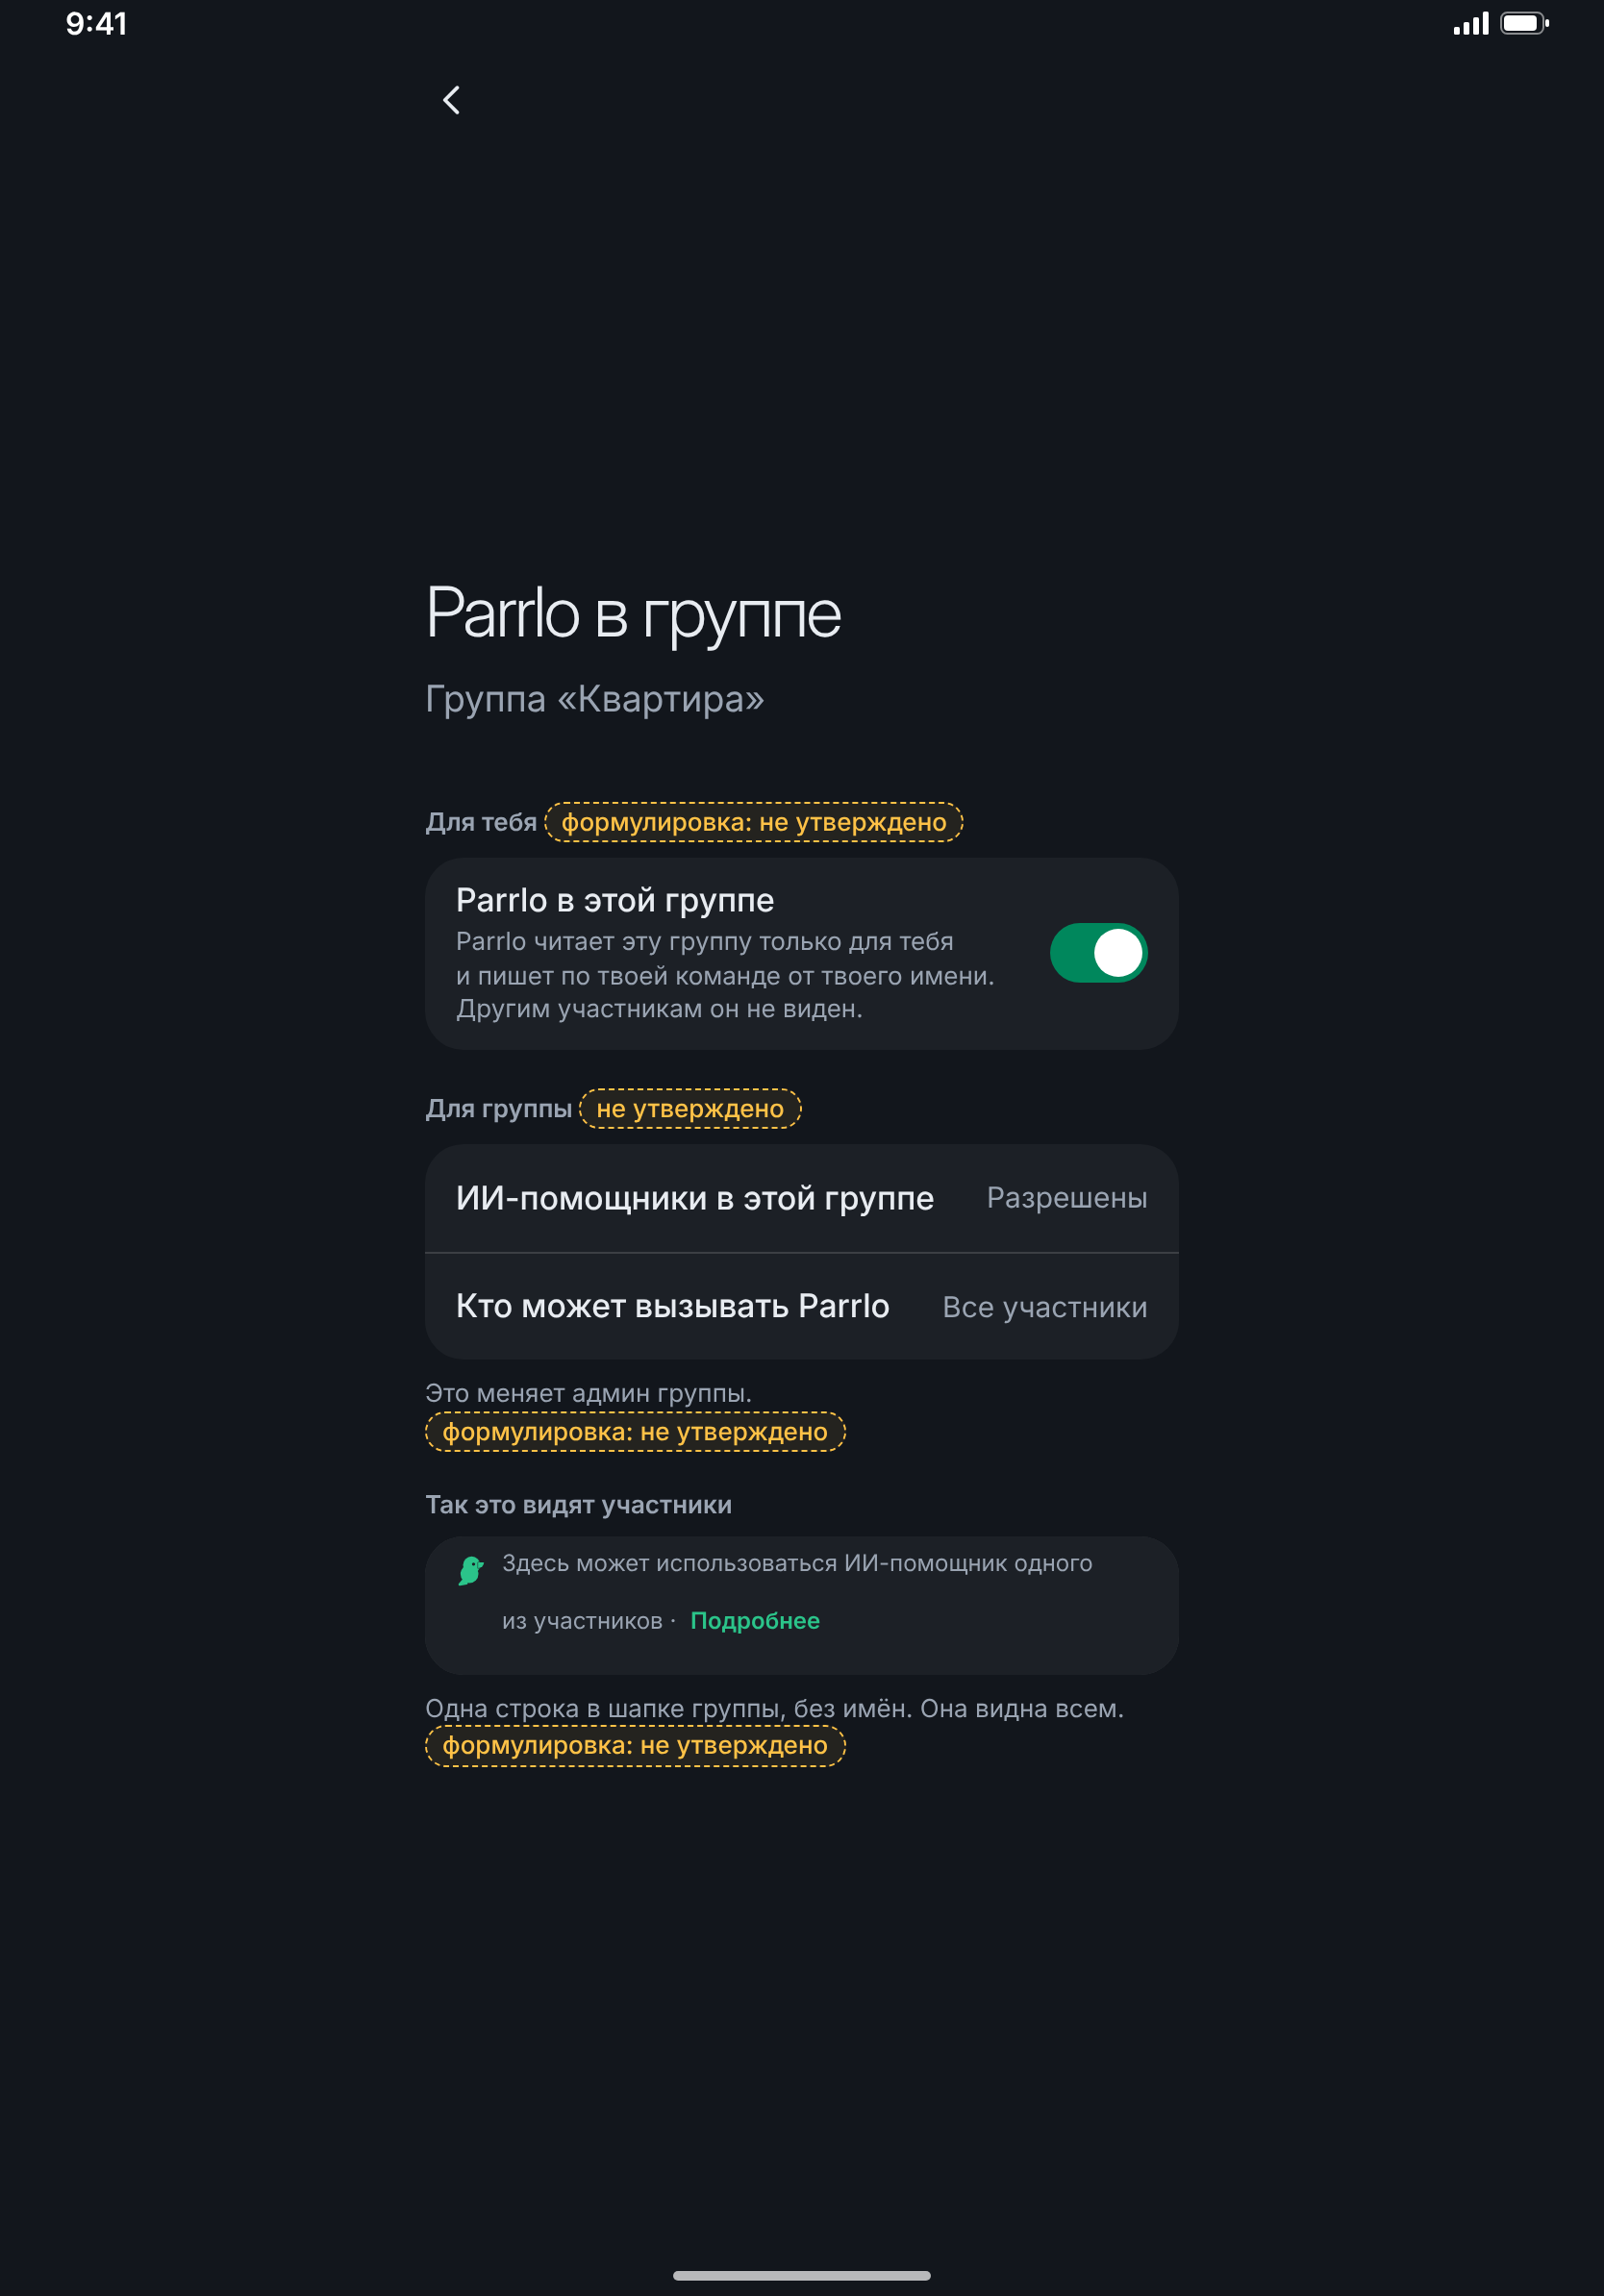 9:41
Parrlo в группе
Группа «Квартира»
Для тебя формулировка: не утверждено
Parrlo в этой группе
Parrlo читает эту группу только для тебя
и пишет по твоей команде от твоего имени.
Другим участникам он не виден.
Для группы не утверждено
ИИ-помощники в этой группе Разрешены
Кто может вызывать Parrlo Все участники
Это меняет админ группы.
формулировка: не утверждено
Так это видят участники
Здесь может использоваться ИИ-помощник одного
из участников · Подробнее
Одна строка в шапке группы, без имён. Она видна всем.
формулировка: не утверждено